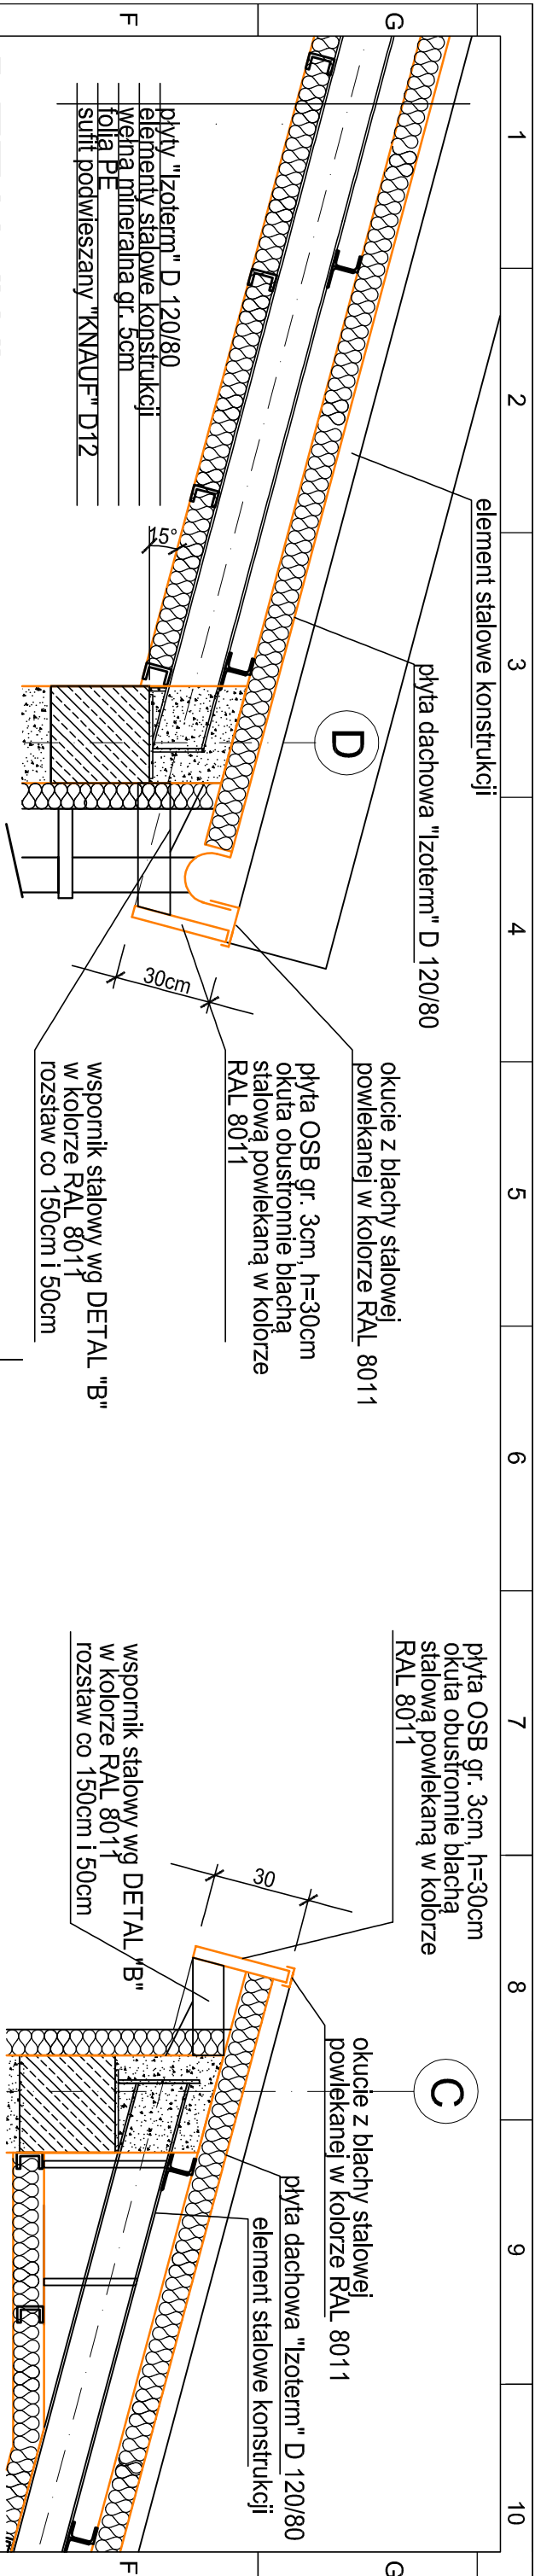 1
2
3
4
5
6
7
8
9
10
G
F
G
F
płyty "Izoterm" D 120/80
elementy stalowe konstrukcji
wełna mineralna gr. 5cm
folia PE
sufit podwieszany "KNAUF" D12
15°
element stalowe konstrukcji
płyta dachowa "Izoterm" D 120/80
D
30cm
okucie z blachy stalowej
powlekanej w kolorze RAL 8011
płyta OSB gr. 3cm, h=30cm
okuta obustronnie blachą
stalową powlekaną w kolorze
RAL 8011
wspornik stalowy wg DETAL "B"
w kolorze RAL 8011
rozstaw co 150cm i 50cm
płyta OSB gr. 3cm, h=30cm
okuta obustronnie blachą
stalową powlekaną w kolorze
RAL 8011
wspornik stalowy wg DETAL "B"
w kolorze RAL 8011
rozstaw co 150cm i 50cm
30
C
okucie z blachy stalowej
powlekanej w kolorze RAL 8011
płyta dachowa "Izoterm" D 120/80
element stalowe konstrukcji